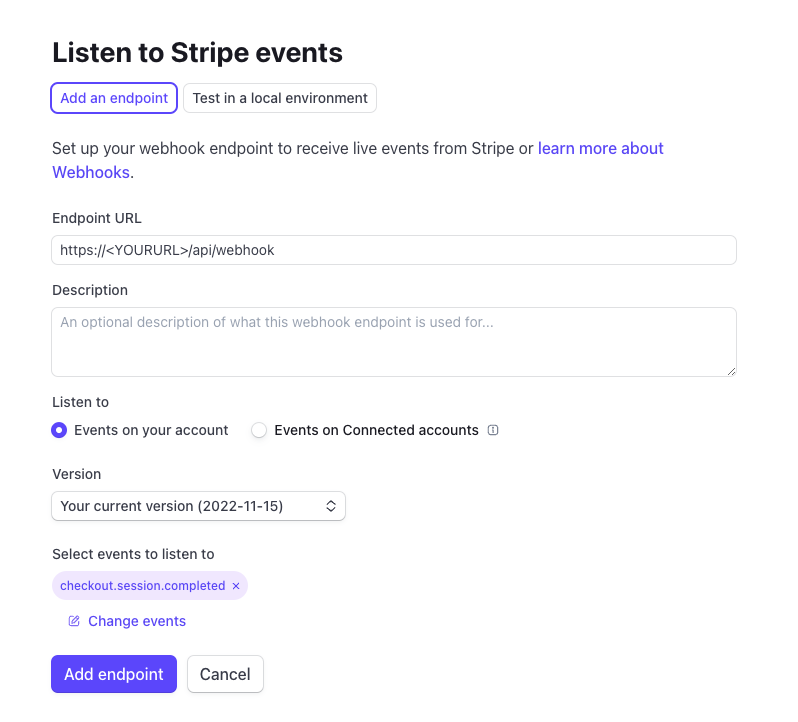 Listen to Stripe events
Add an endpoint
Test in a local environment
Set up your webhook endpoint to receive live events from Stripe or learn more about
Webhooks.
Endpoint URL
https://<YOURURL>/api/webhook
Description
An optional description of what this webhook endpoint is used for...
Listen to
Events on your account
Events on Connected accounts
Version
Your current version (2022-11-15)
Select events to listen to
checkout.session.completed ×
Change events
Add endpoint
Cancel